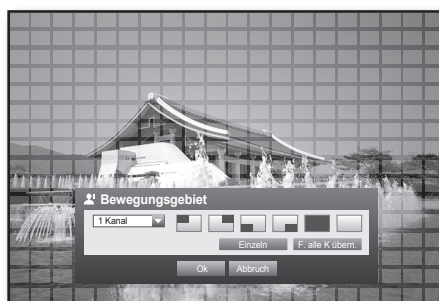 Bewegungsgebiet
1 Kanal
Einzeln F. alle K übern.
Ok Abbruch